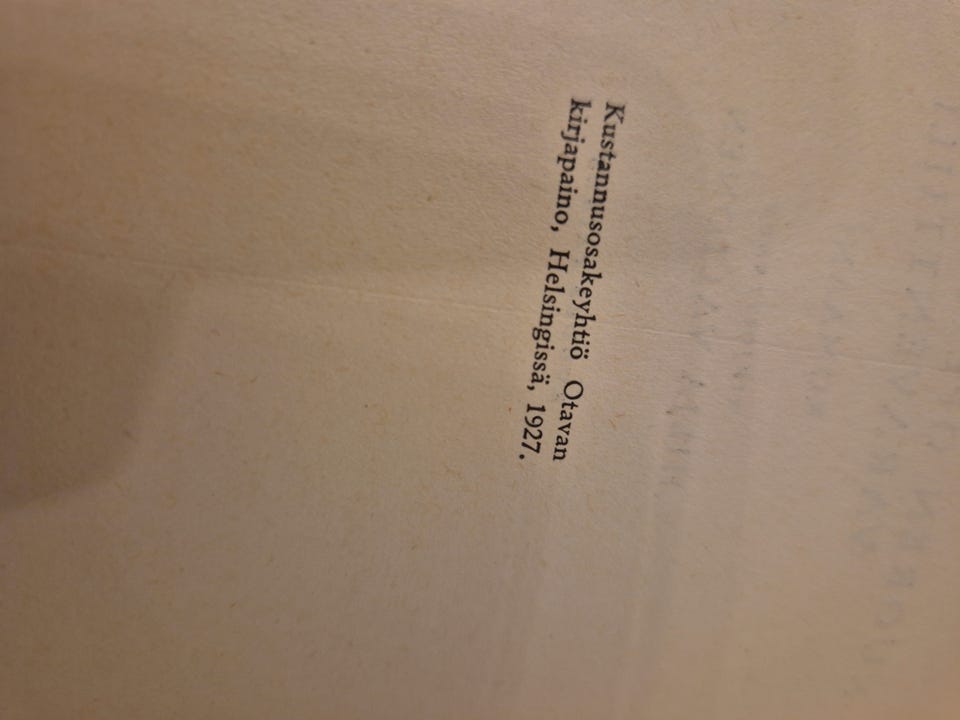 Kustannusosakeyhtiö Otavan
kirjapaino, Helsingissä, 1927.